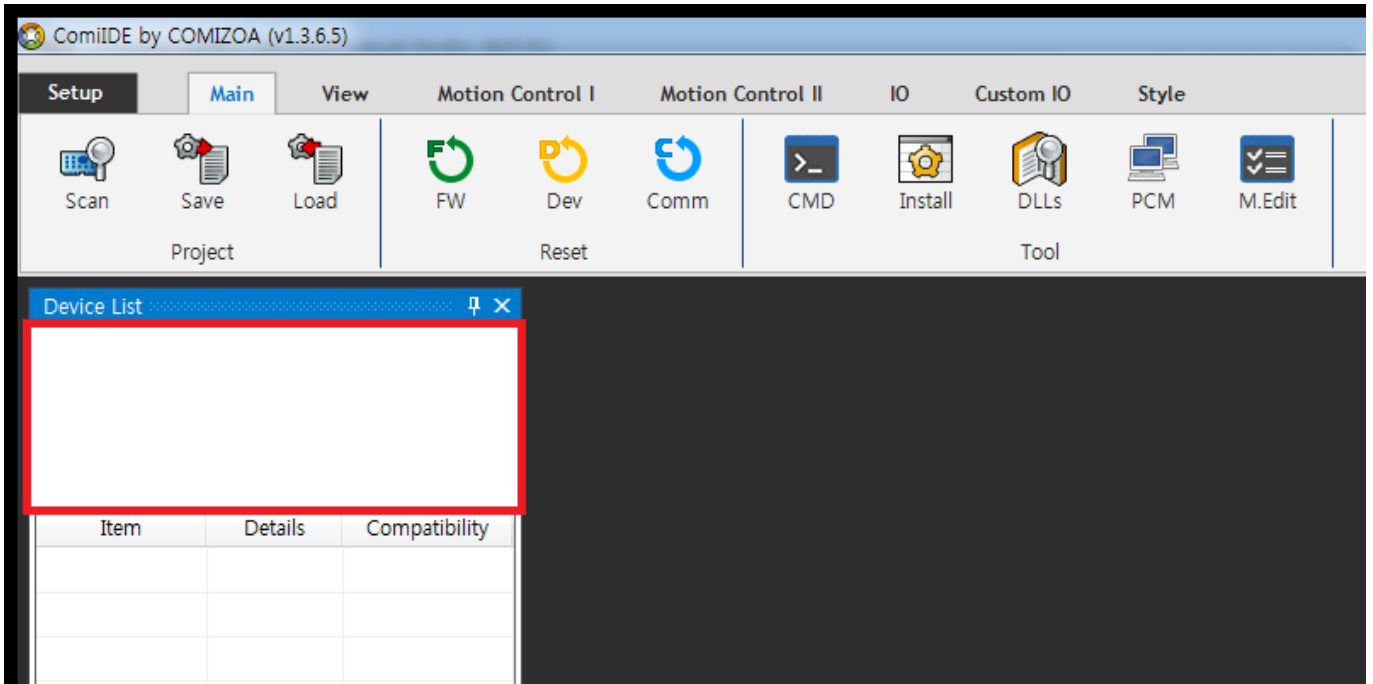 ComiIDE by COMIZOA (v1.3.6.5)
Setup Main View Motion Control I Motion Control II IO Custom IO Style
Scan Save Load FW Dev Comm CMD Install DLLs PCM M.Edit
Project Reset Tool
Device List
Item Details Compatibility